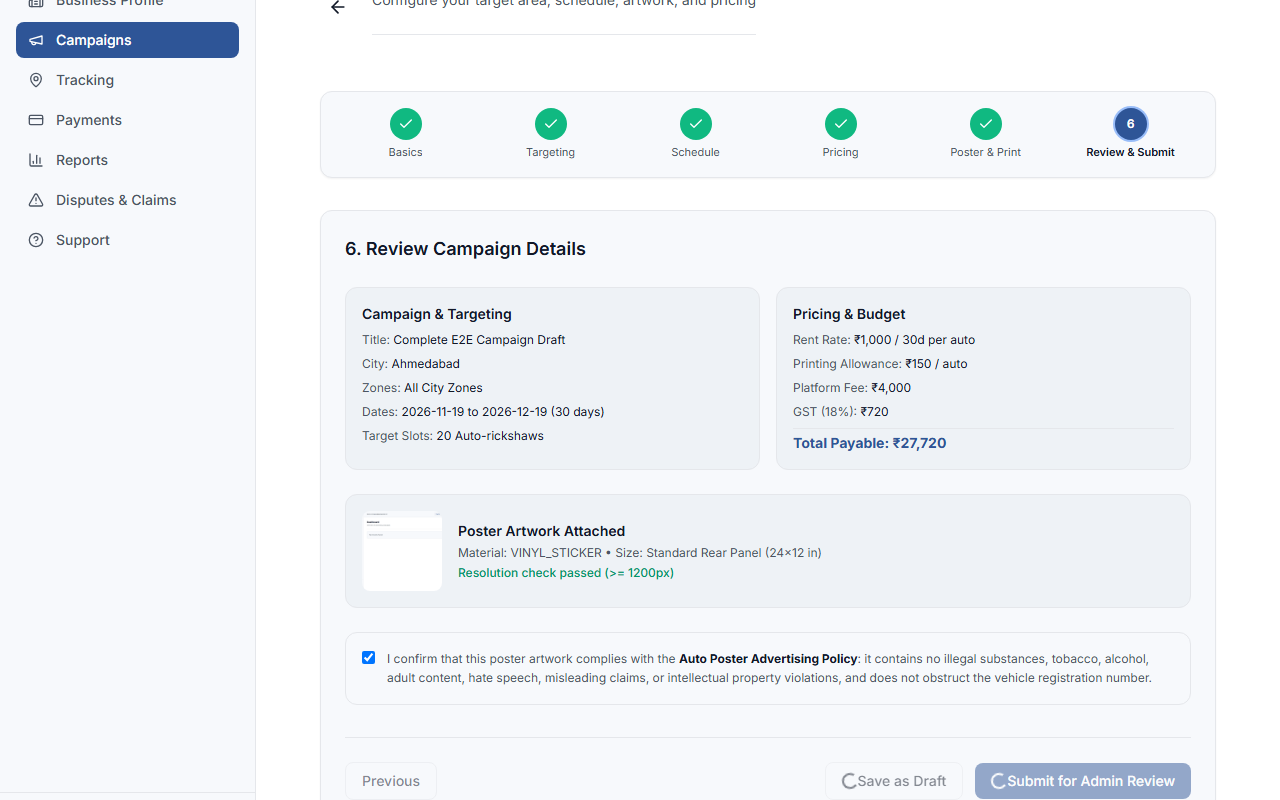 Business Profile
Configure your target area, schedule, artwork, and pricing
Campaigns
Tracking
Payments
Reports
Disputes & Claims
Support
Basics
Targeting
Schedule
Pricing
Poster & Print
6
Review & Submit
6. Review Campaign Details
Campaign & Targeting
Title: Complete E2E Campaign Draft
City: Ahmedabad
Zones: All City Zones
Dates: 2026-11-19 to 2026-12-19 (30 days)
Target Slots: 20 Auto-rickshaws
Pricing & Budget
Rent Rate: ₹1,000 / 30d per auto
Printing Allowance: ₹150 / auto
Platform Fee: ₹4,000
GST (18%): ₹720
Total Payable: ₹27,720
Poster Artwork Attached
Material: VINYL_STICKER • Size: Standard Rear Panel (24×12 in)
Resolution check passed (>= 1200px)
I confirm that this poster artwork complies with the Auto Poster Advertising Policy: it contains no illegal substances, tobacco, alcohol,
adult content, hate speech, misleading claims, or intellectual property violations, and does not obstruct the vehicle registration number.
Previous
Save as Draft
Submit for Admin Review